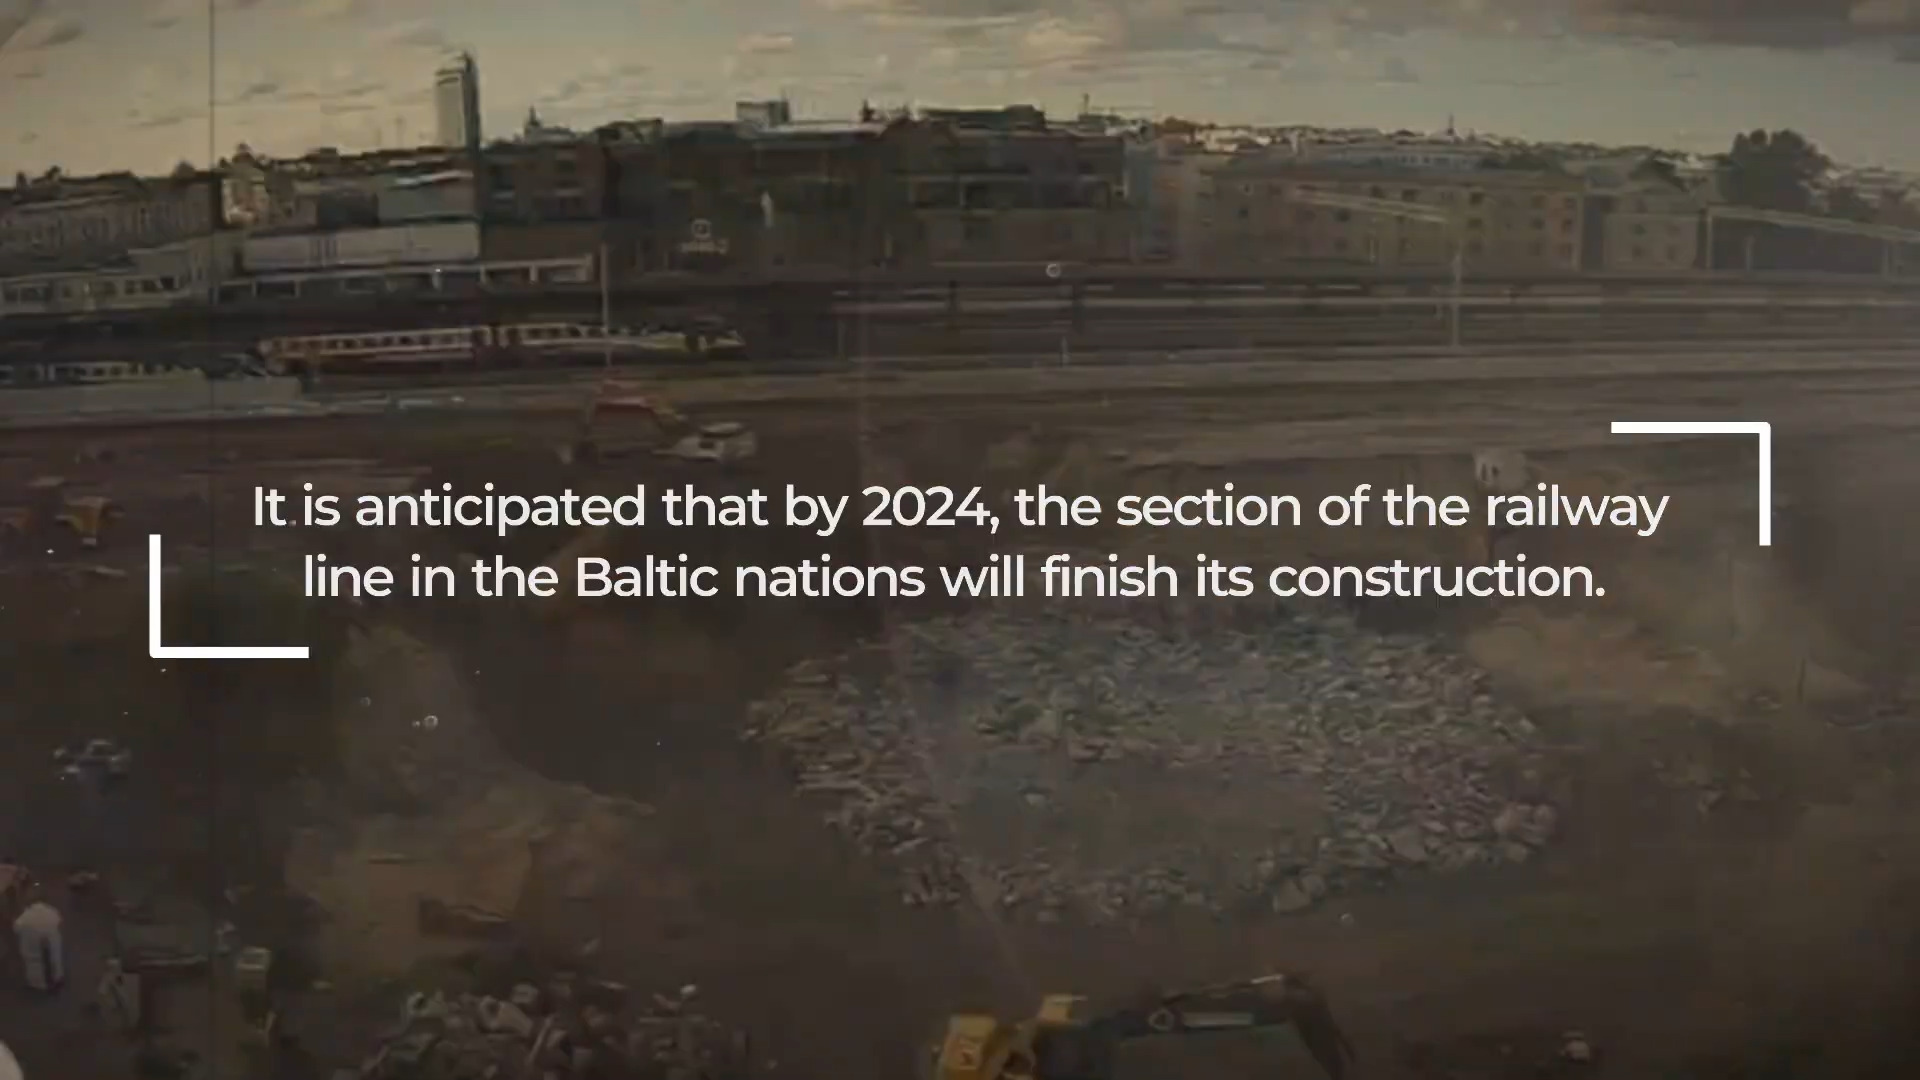 It is anticipated that by 2024, the section of the railway
line in the Baltic nations will finish its construction.